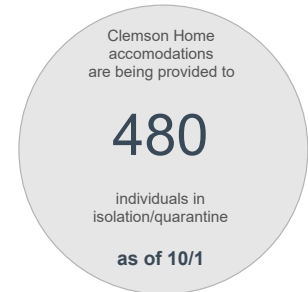 Clemson Home
accomodations
are being provided to
480
individuals in
isolation/quarantine
as of 10/1